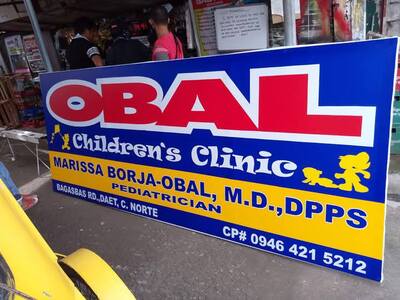 OBAL
Children's Clinic
MARISSA BORJA-OBAL, M.D.,DPPS
PEDIATRICIAN
BAGASBAS RD.,DAET, C. NORTE
CP# 0946 421 5212